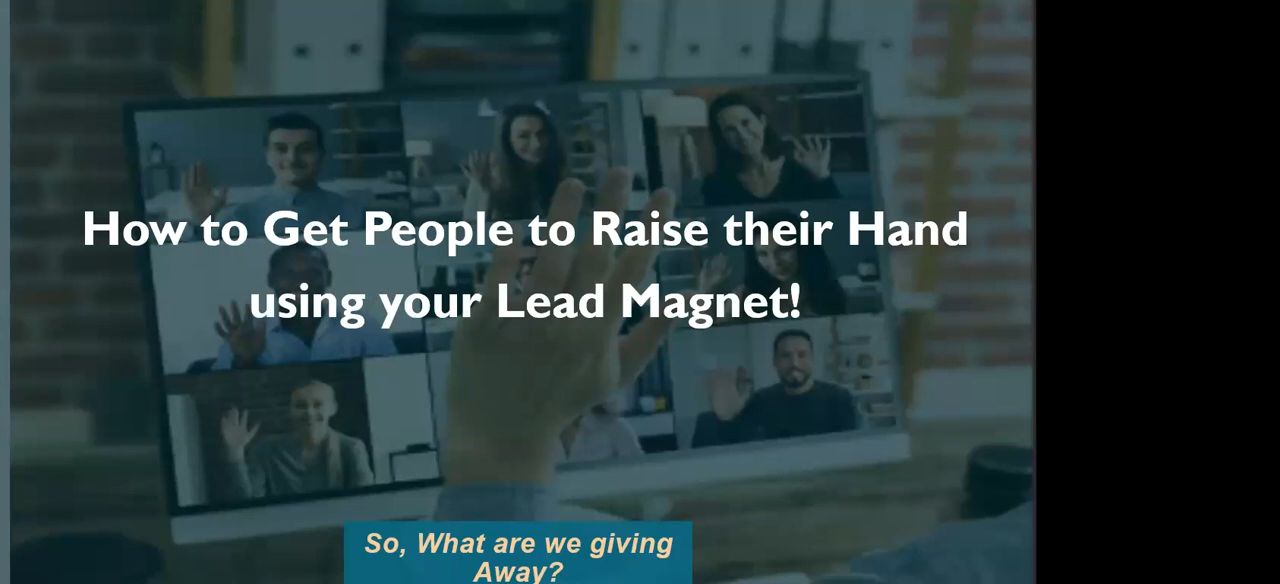 How to Get People to Raise their Hand
using your Lead Magnet!
So, What are we giving
Away?